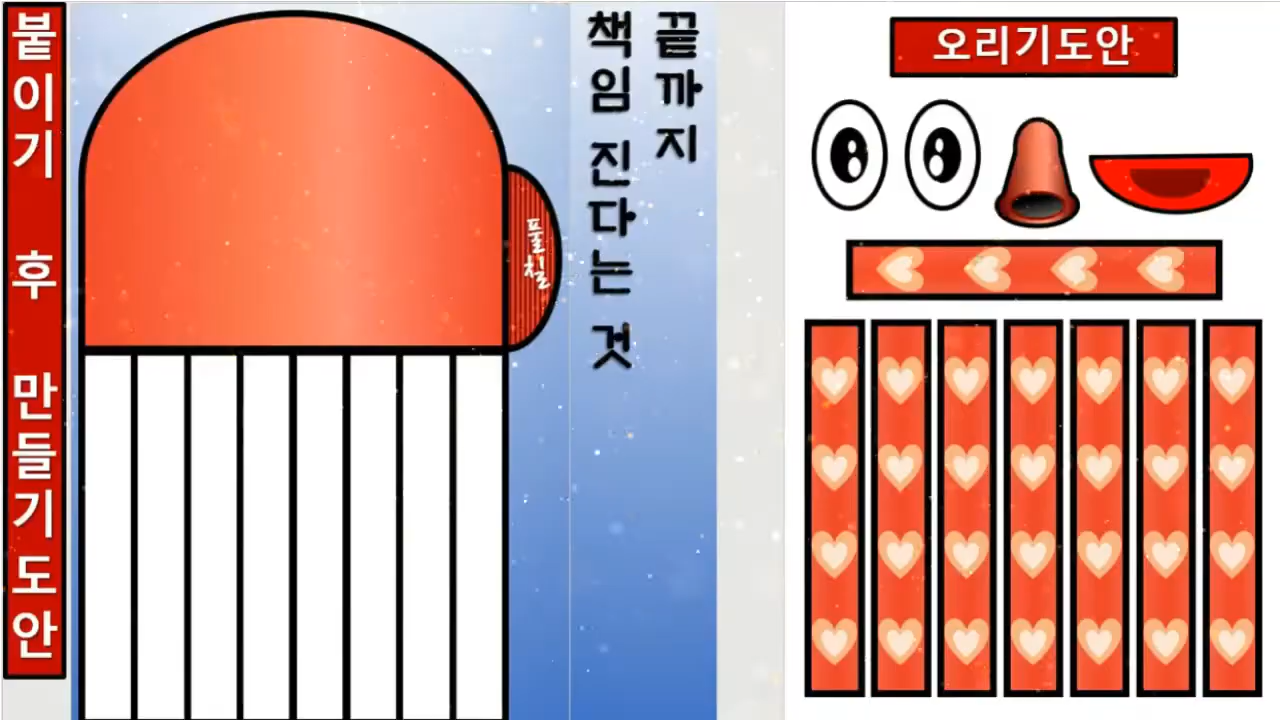 붙이기 후 만들기도안
풀칠
끝까지
책임 진다는 것
오리기도안